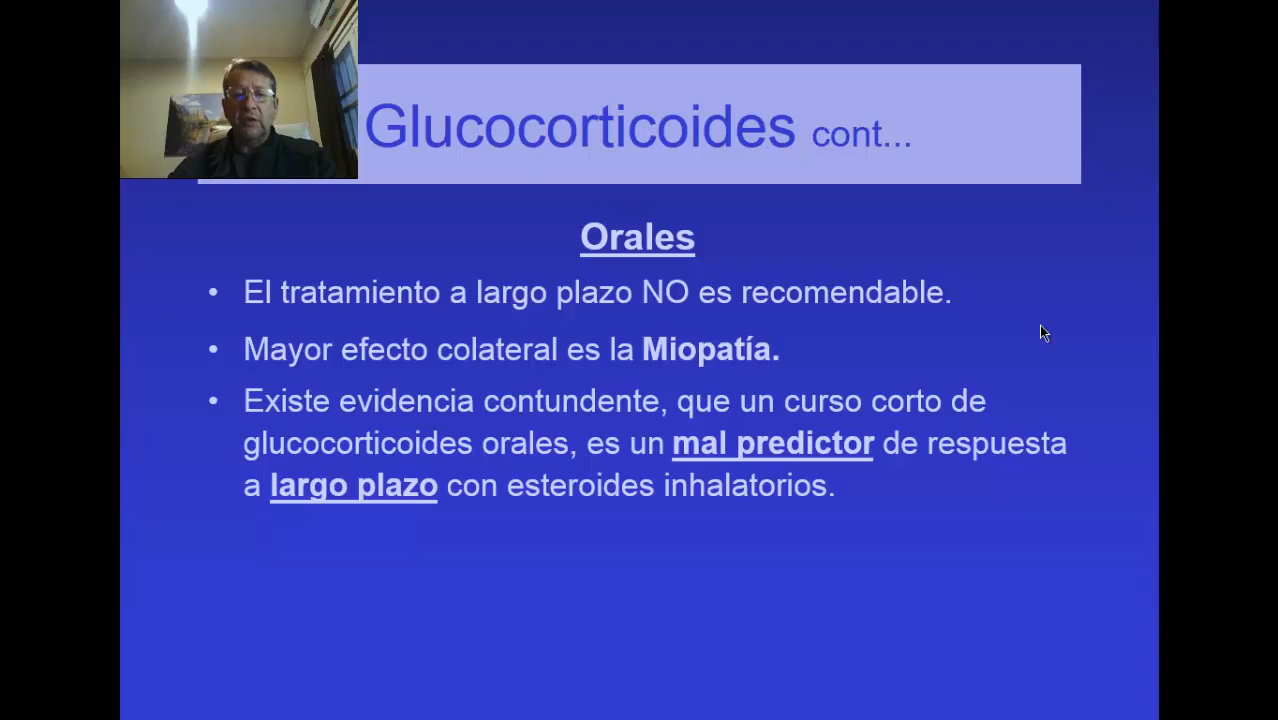 Glucocorticoides cont...
Orales
• El tratamiento a largo plazo NO es recomendable.
• Mayor efecto colateral es la Miopatía.
• Existe evidencia contundente, que un curso corto de
glucocorticoides orales, es un mal predictor de respuesta
a largo plazo con esteroides inhalatorios.